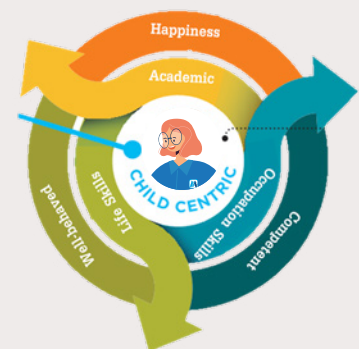 Happiness
Academic
CHILD CENTRIC
Life Skills
Occupation Skills
Well-behaved
Competent